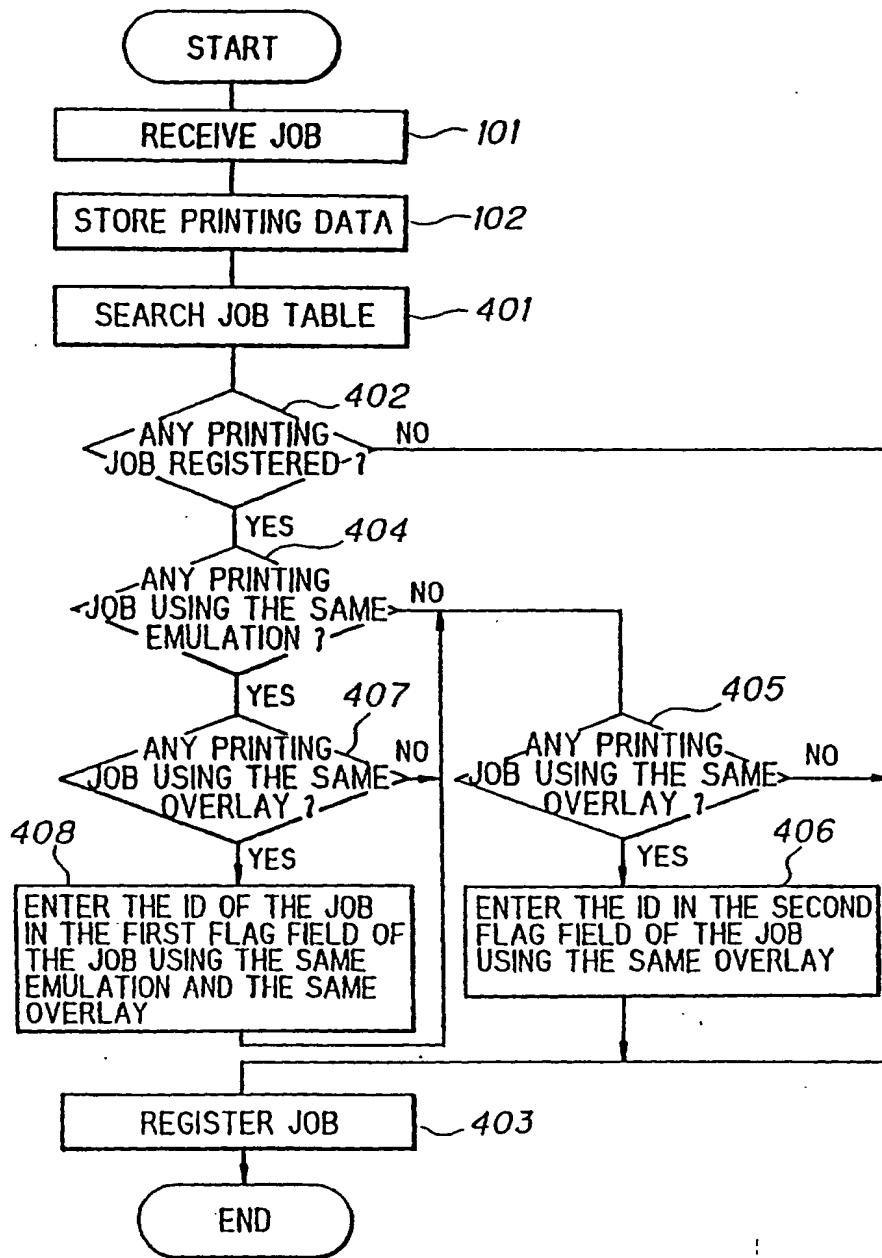 START
RECEIVE JOB
101
STORE PRINTING DATA
102
SEARCH JOB TABLE
401
402
ANY PRINTING
JOB REGISTERED ?
NO
YES
404
ANY PRINTING
JOB USING THE SAME
EMULATION ?
NO
YES
407
ANY PRINTING
JOB USING THE SAME
OVERLAY ?
NO
YES
405
ANY PRINTING
JOB USING THE SAME
OVERLAY ?
NO
YES
408
ENTER THE ID OF THE JOB
IN THE FIRST FLAG FIELD OF
THE JOB USING THE SAME
EMULATION AND THE SAME
OVERLAY
406
ENTER THE ID IN THE SECOND
FLAG FIELD OF THE JOB
USING THE SAME OVERLAY
REGISTER JOB
403
END